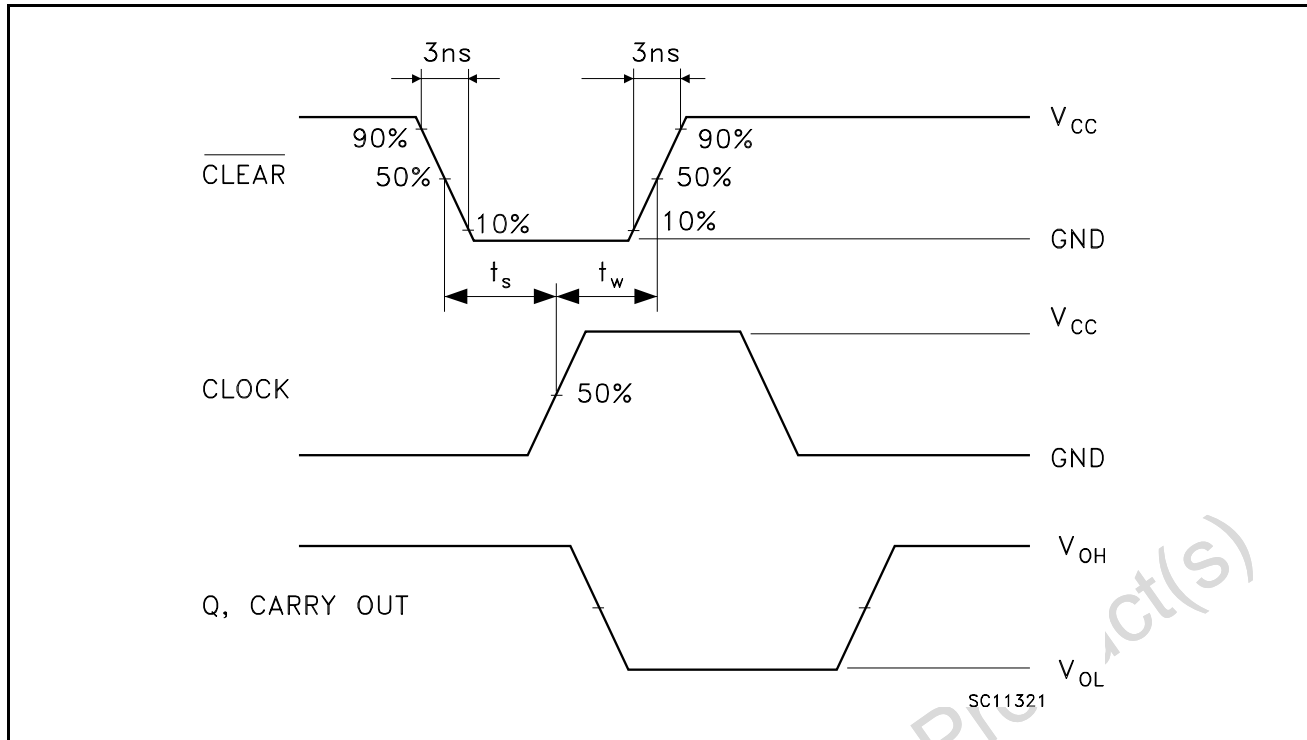 3ns 3ns
90% 90% V_CC
CLEAR 50% 50%
10% 10% GND
t_s t_w
V_CC
CLOCK 50%
GND
V_OH
Q, CARRY OUT
V_OL
SC11321